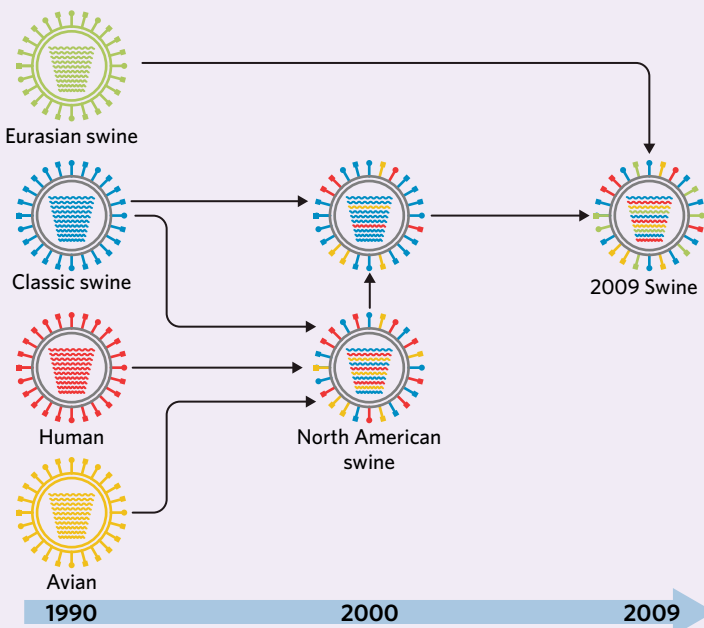 Eurasian swine
Classic swine
2009 Swine
Human
North American
swine
Avian
1990 2000 2009